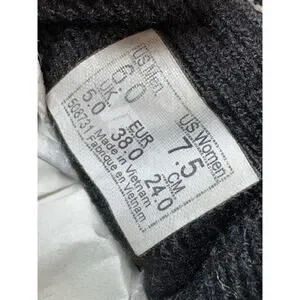 US Men US Women
6.0 7.5
UK EUR CM
5.0 38.0 24.0
508731 Made in Vietnam
Fabriqué en Vietnam